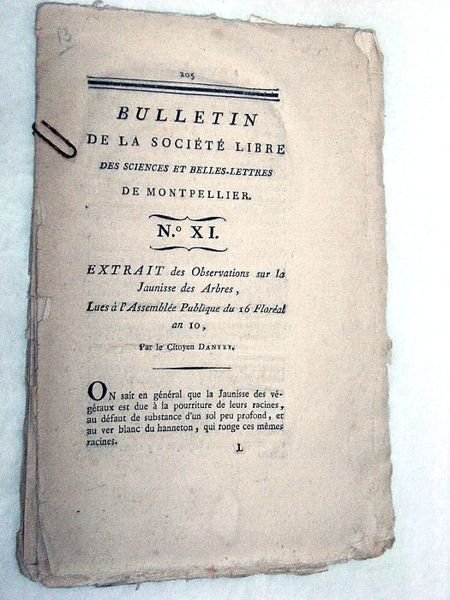 13
205
BULLETIN
DE LA SOCIÉTÉ LIBRE
DES SCIENCES ET BELLES-LETTRES
DE MONTPELLIER.
N.º XI.
EXTRAIT des Observations sur la
Jaunisse des Arbres,
Lues à l'Assemblée Publique du 16 Floréal
an 10,
Par le Citoyen DANYZY.
ON sait en général que la Jaunisse des vé-
gétaux est due à la pourriture de leurs racines,
au défaut de substance d'un sol peu profond, et
au ver blanc du hanneton, qui ronge ces mêmes
racines.
L